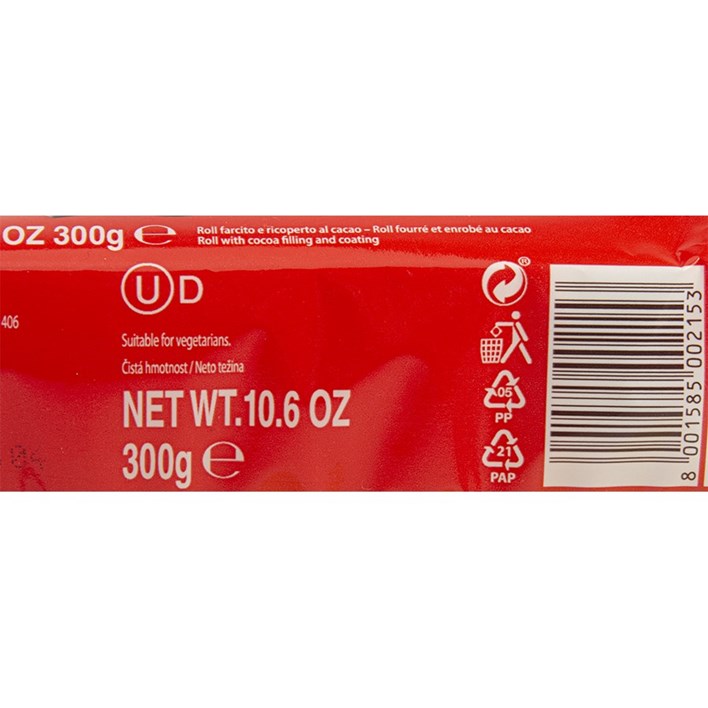 OZ 300g ℮
Roll farcito e ricoperto al cacao – Roll fourré et enrobé au cacao
Roll with cocoa filling and coating
Ⓤ D
406
Suitable for vegetarians.
Čistá hmotnost / Neto težina
NET WT.10.6 OZ
300g ℮
®
05
PP
21
PAP
8 001585 002153